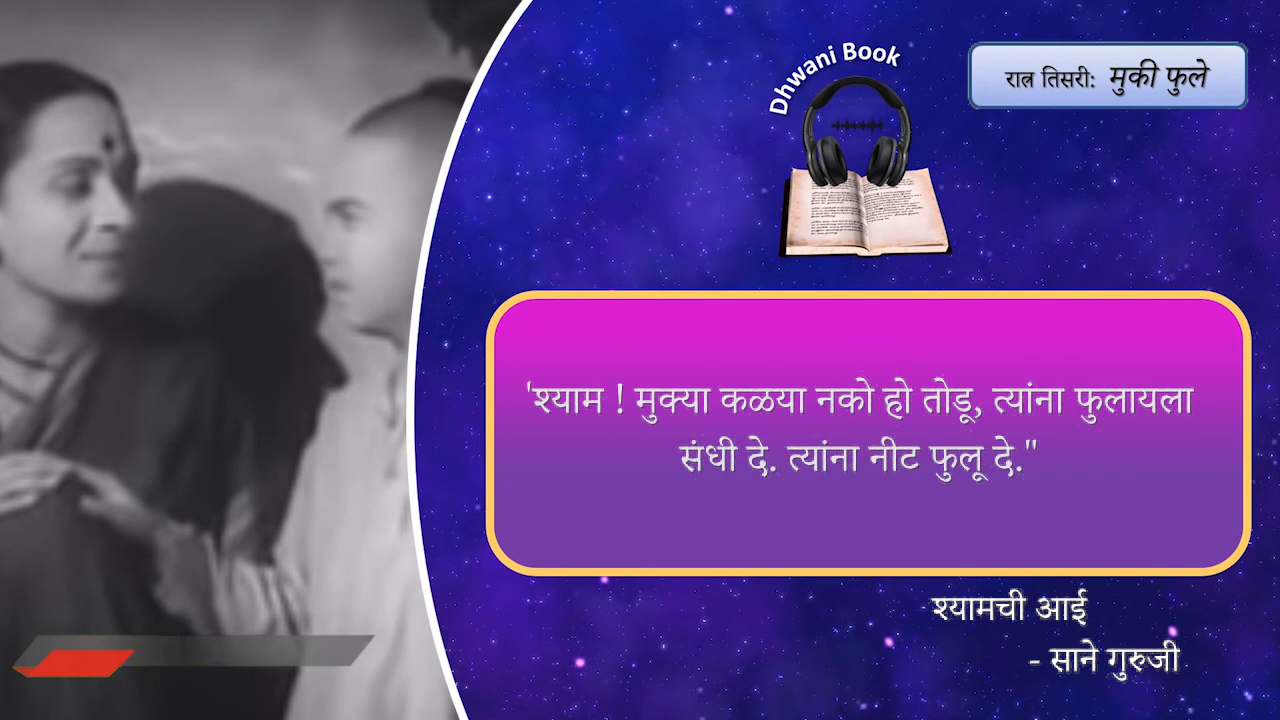 Dhwani Book
रात्र तिसरी: मुकी फुले
'श्याम ! मुक्या कळया नको हो तोडू, त्यांना फुलायला
संधी दे. त्यांना नीट फुलू दे."
श्यामची आई
- साने गुरुजी